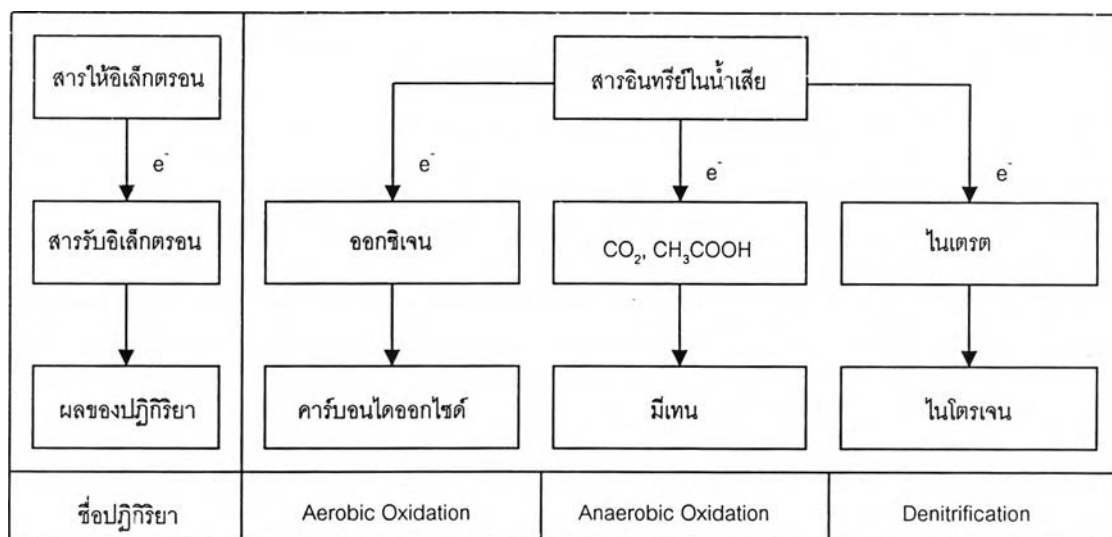 สารให้อิเล็กตรอน
สารอินทรีย์ในน้ำเสีย
e⁻
e⁻
e⁻
e⁻
สารรับอิเล็กตรอน
ออกซิเจน
CO₂, CH₃COOH
ไนเตรต
ผลของปฏิกิริยา
คาร์บอนไดออกไซด์
มีเทน
ไนโตรเจน
ชื่อปฏิกิริยา
Aerobic Oxidation
Anaerobic Oxidation
Denitrification